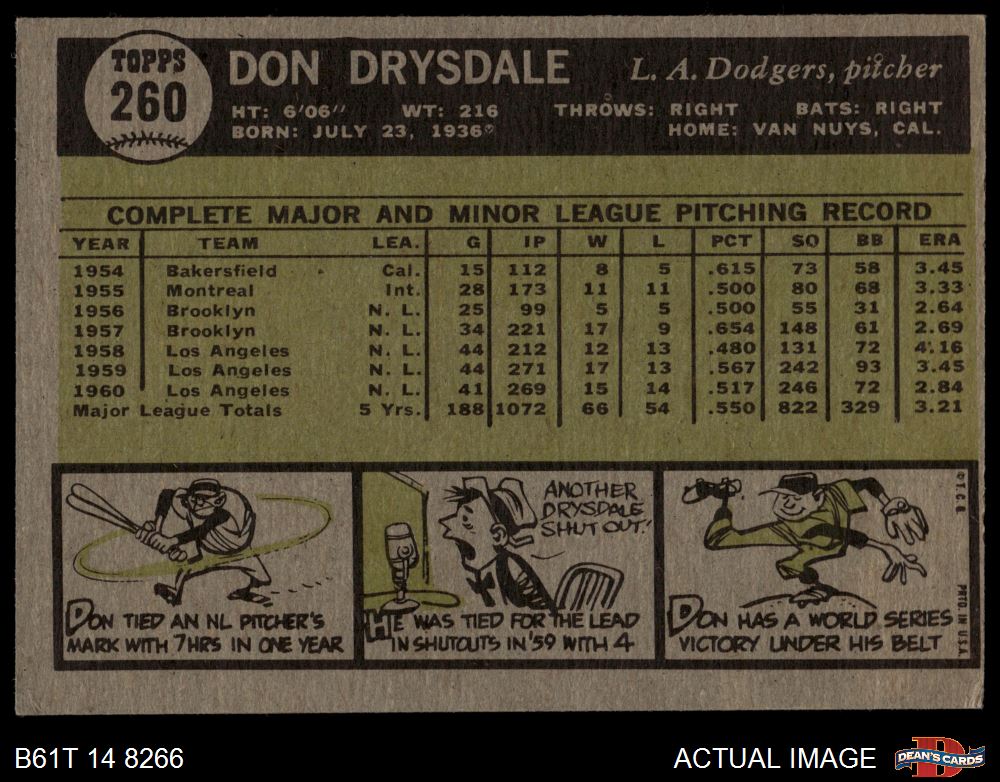 TOPPS
260
DON DRYSDALE
L. A. Dodgers, pitcher
HT: 6'06" WT: 216 THROWS: RIGHT BATS: RIGHT
BORN: JULY 23, 1936 HOME: VAN NUYS, CAL.
COMPLETE MAJOR AND MINOR LEAGUE PITCHING RECORD
YEAR TEAM LEA. G IP W L PCT SO BB ERA
1954 Bakersfield Cal. 15 112 8 5 .615 73 58 3.45
1955 Montreal Int. 28 173 11 11 .500 80 68 3.33
1956 Brooklyn N. L. 25 99 5 5 .500 55 31 2.64
1957 Brooklyn N. L. 34 221 17 9 .654 148 61 2.69
1958 Los Angeles N. L. 44 212 12 13 .480 131 72 4.16
1959 Los Angeles N. L. 44 271 17 13 .567 242 93 3.45
1960 Los Angeles N. L. 41 269 15 14 .517 246 72 2.84
Major League Totals 5 Yrs. 188 1072 66 54 .550 822 329 3.21
DON TIED AN NL PITCHER'S
MARK WITH 7 HRS IN ONE YEAR
ANOTHER
DRYSDALE
SHUT OUT!
HE WAS TIED FOR THE LEAD
IN SHUTOUTS IN '59 WITH 4
DON HAS A WORLD SERIES
VICTORY UNDER HIS BELT
© T.C.G.
PRTD. IN U.S.A.
B61T 14 8266
ACTUAL IMAGE
D
DEAN'S CARDS